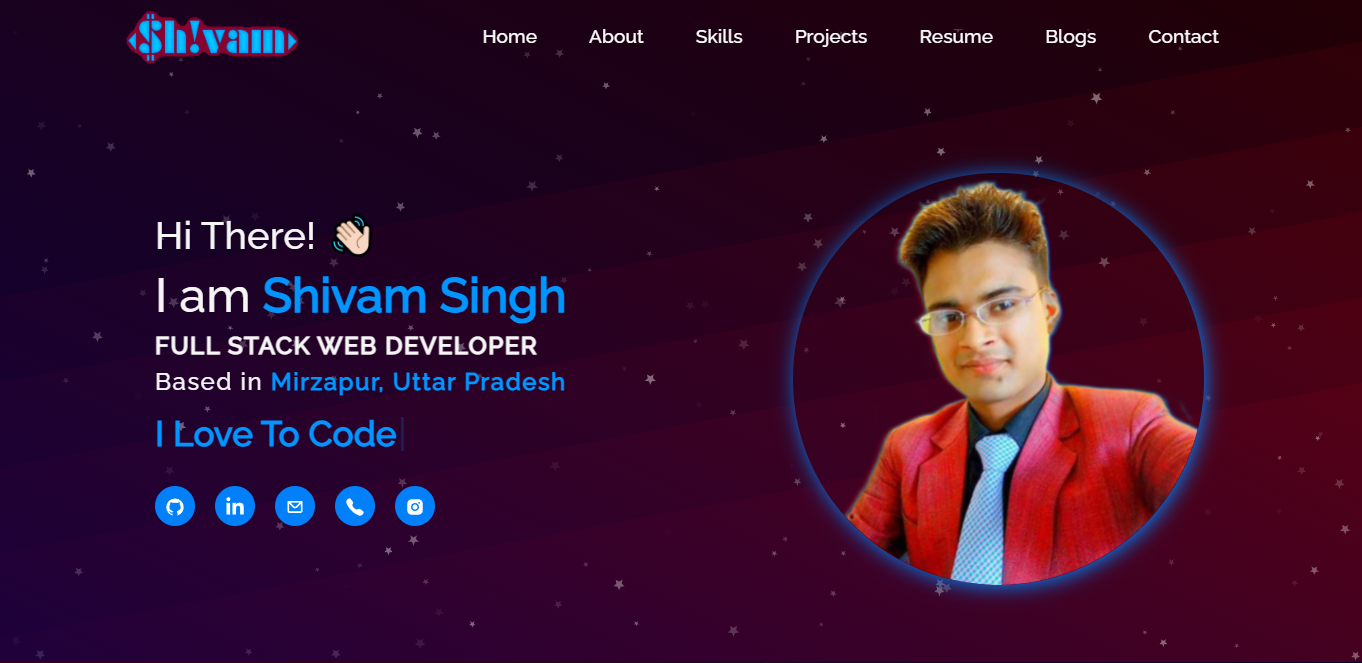 $h!vam
Home About Skills Projects Resume Blogs Contact
Hi There! 👋🏻
I am Shivam Singh
FULL STACK WEB DEVELOPER
Based in Mirzapur, Uttar Pradesh
I Love To Code
in